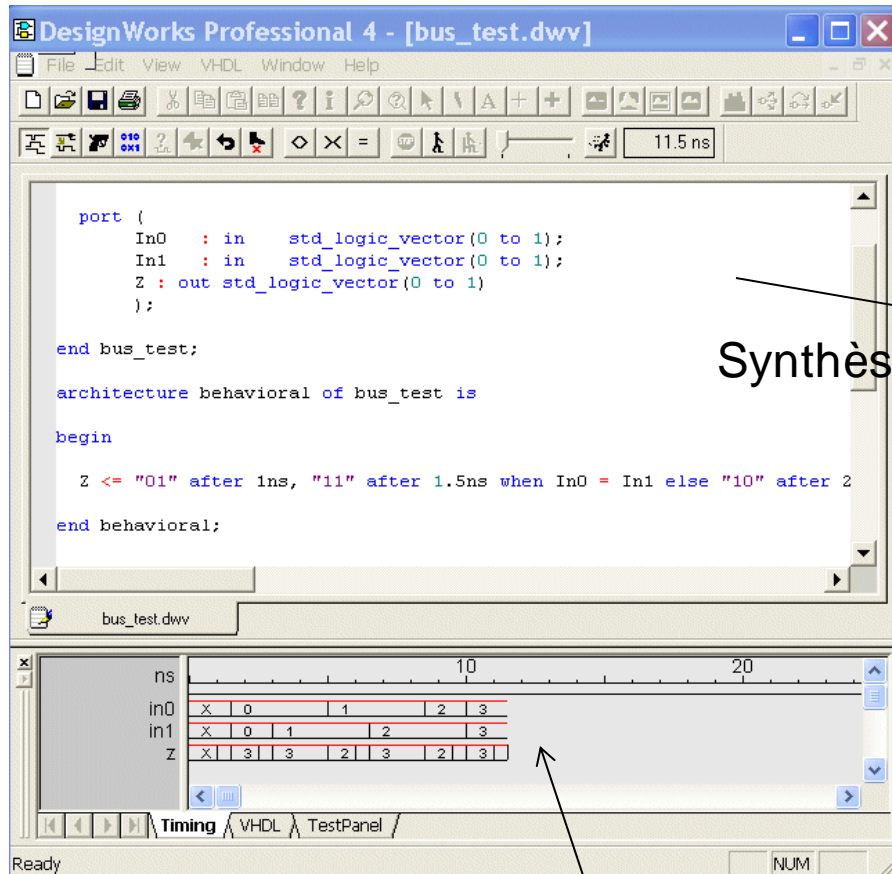 DesignWorks Professional 4 - [bus_test.dwv]
File Edit View VHDL Window Help
11.5 ns
port (
In0 : in std_logic_vector(0 to 1);
In1 : in std_logic_vector(0 to 1);
Z : out std_logic_vector(0 to 1)
);
end bus_test;
Synthès
architecture behavioral of bus_test is
begin
Z <= "01" after 1ns, "11" after 1.5ns when In0 = In1 else "10" after 2
end behavioral;
bus_test.dwv
ns 10 20
in0 X 0 1 2 3
in1 X 0 1 2 3
z X 3 3 2 3 2 3
Timing VHDL TestPanel
Ready NUM